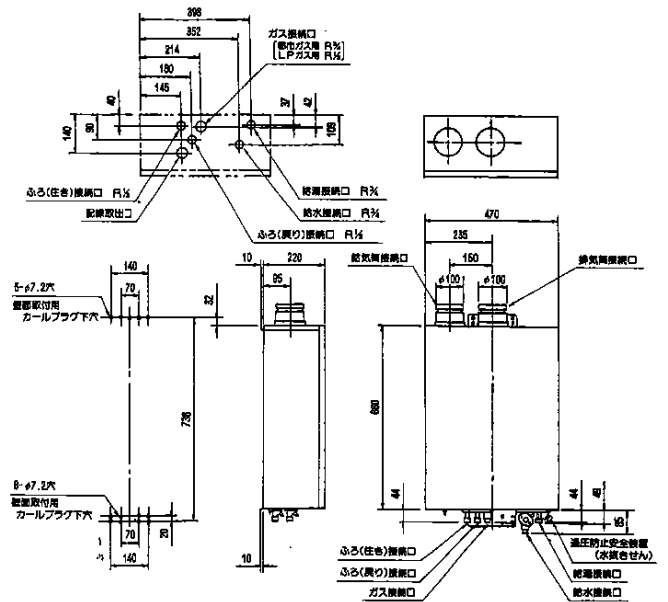 398
352
214
180
145
ガス接続口
都市ガス用 R¾
LPガス用 R½
40
140
90
37
42
109
ふろ(往き)接続口 R½
配線取出口
給湯接続口 R¾
給水接続口 R¾
ふろ(戻り)接続口 R½
470
235
160
給気筒接続口
排気筒接続口
φ100
φ100
140
70
5-φ7.2穴
壁面取付用
カールプラグ下穴
10
220
95
32
736
660
8-φ7.2穴
壁面取付用
カールプラグ下穴
70
140
20
10
44
44
49
ふろ(往き)接続口
ふろ(戻り)接続口
ガス接続口
過圧防止安全装置
(水抜きせん)
給湯接続口
給水接続口